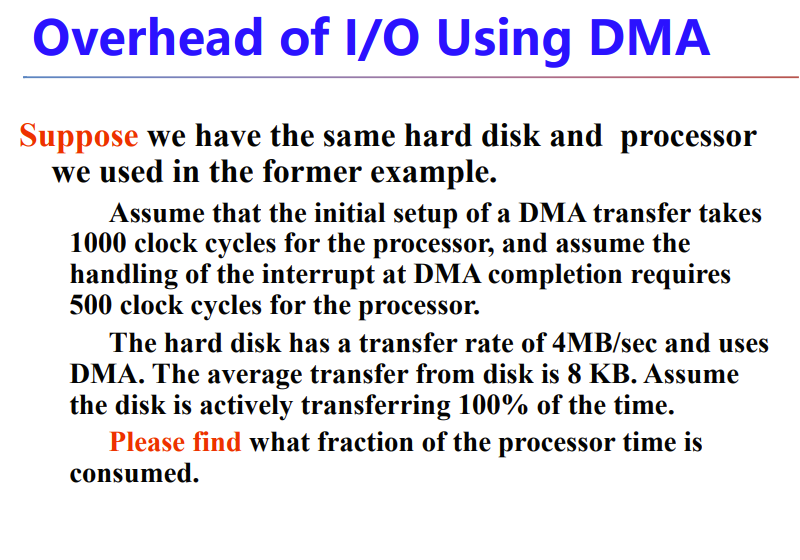 Overhead of I/O Using DMA
Suppose we have the same hard disk and processor
we used in the former example.
Assume that the initial setup of a DMA transfer takes
1000 clock cycles for the processor, and assume the
handling of the interrupt at DMA completion requires
500 clock cycles for the processor.
The hard disk has a transfer rate of 4MB/sec and uses
DMA. The average transfer from disk is 8 KB. Assume
the disk is actively transferring 100% of the time.
Please find what fraction of the processor time is
consumed.